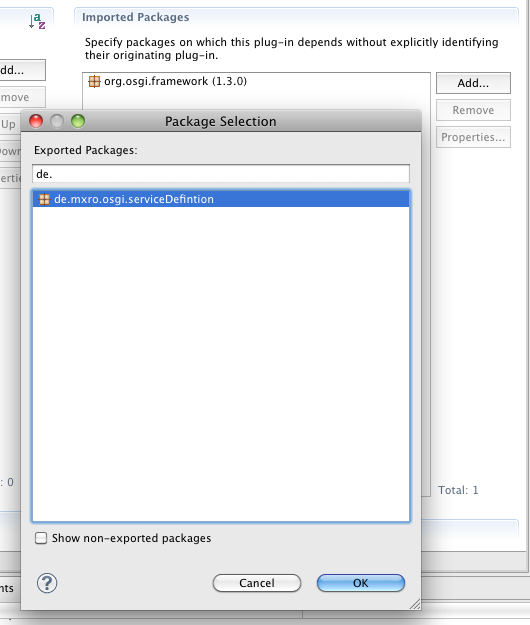 a
z
Imported Packages
Specify packages on which this plug-in depends without explicitly identifying
their originating plug-in.
dd...
org.osgi.framework (1.3.0)
Add...
move
Remove
Up
Properties...
Package Selection
Exported Packages:
de.
de.mxro.osgi.serviceDefintion
: 0
Total: 1
Show non-exported packages
?
Cancel
OK
nts